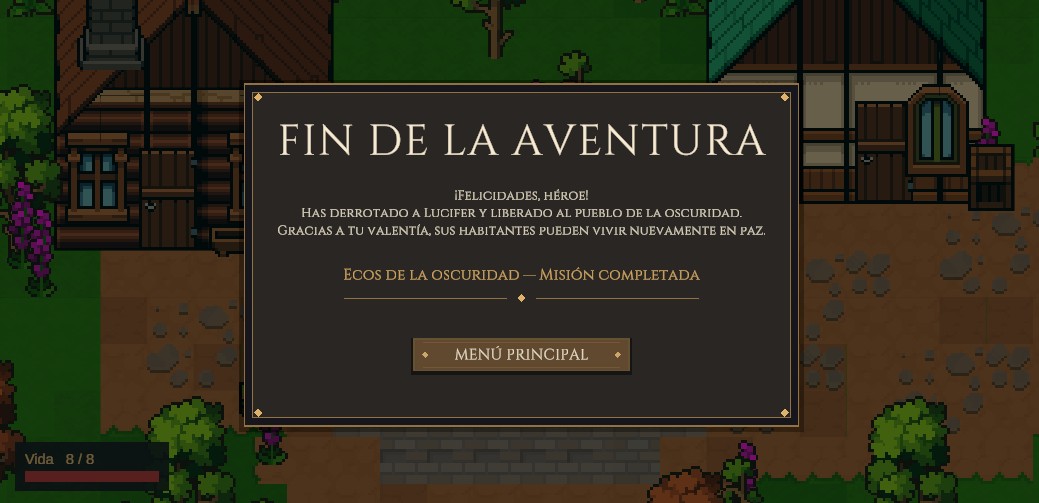 FIN DE LA AVENTURA
¡Felicidades, héroe!
Has derrotado a Lucifer y liberado al pueblo de la oscuridad.
Gracias a tu valentía, sus habitantes pueden vivir nuevamente en paz.
Ecos de la oscuridad — Misión completada
MENÚ PRINCIPAL
Vida 8 / 8